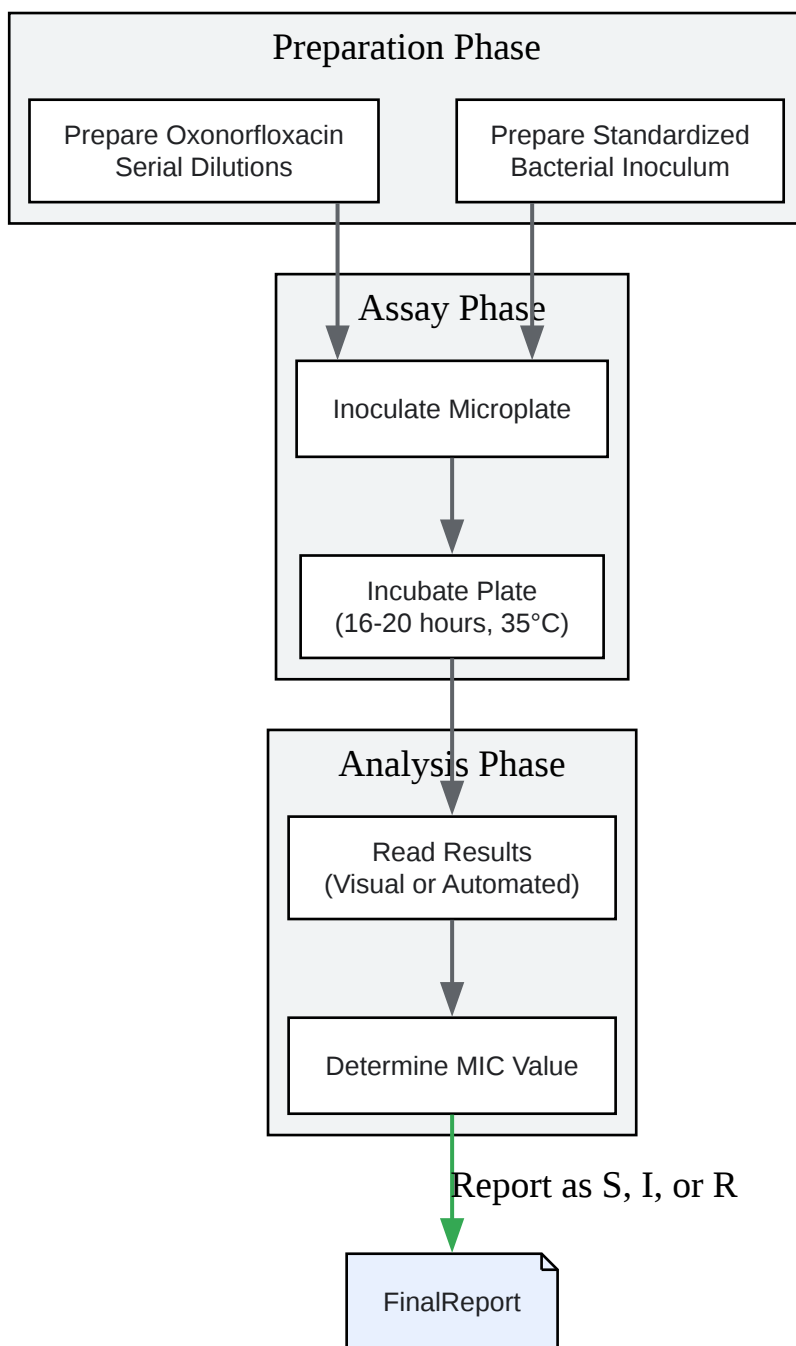 Preparation Phase
Prepare Oxonorfloxacin
Serial Dilutions
Prepare Standardized
Bacterial Inoculum
Assay Phase
Inoculate Microplate
Incubate Plate
(16-20 hours, 35°C)
Analysis Phase
Read Results
(Visual or Automated)
Determine MIC Value
Report as S, I, or R
FinalReport